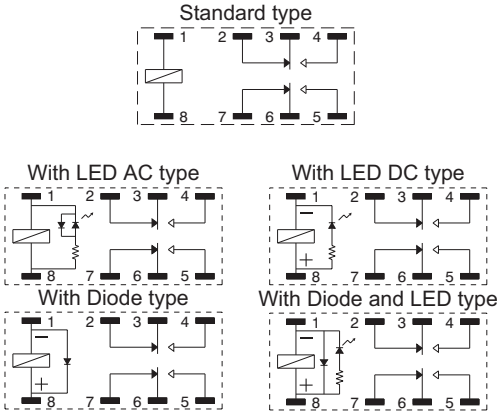 Standard type
1 2 3 4
8 7 6 5
With LED AC type
1 2 3 4
8 7 6 5
With LED DC type
1 2 3 4
−
+
8 7 6 5
With Diode type
1 2 3 4
−
+
8 7 6 5
With Diode and LED type
1 2 3 4
−
+
8 7 6 5